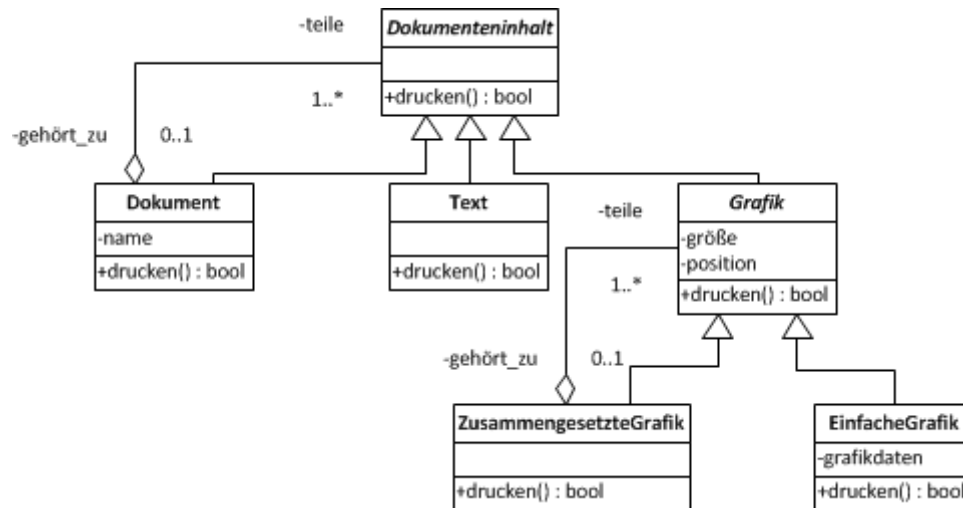 -teile
Dokumenteninhalt
+drucken() : bool
1..*
-gehört_zu
0..1
Dokument
-name
+drucken() : bool
Text
+drucken() : bool
-teile
Grafik
-größe
-position
+drucken() : bool
1..*
-gehört_zu
0..1
ZusammengesetzteGrafik
+drucken() : bool
EinfacheGrafik
-grafikdaten
+drucken() : bool